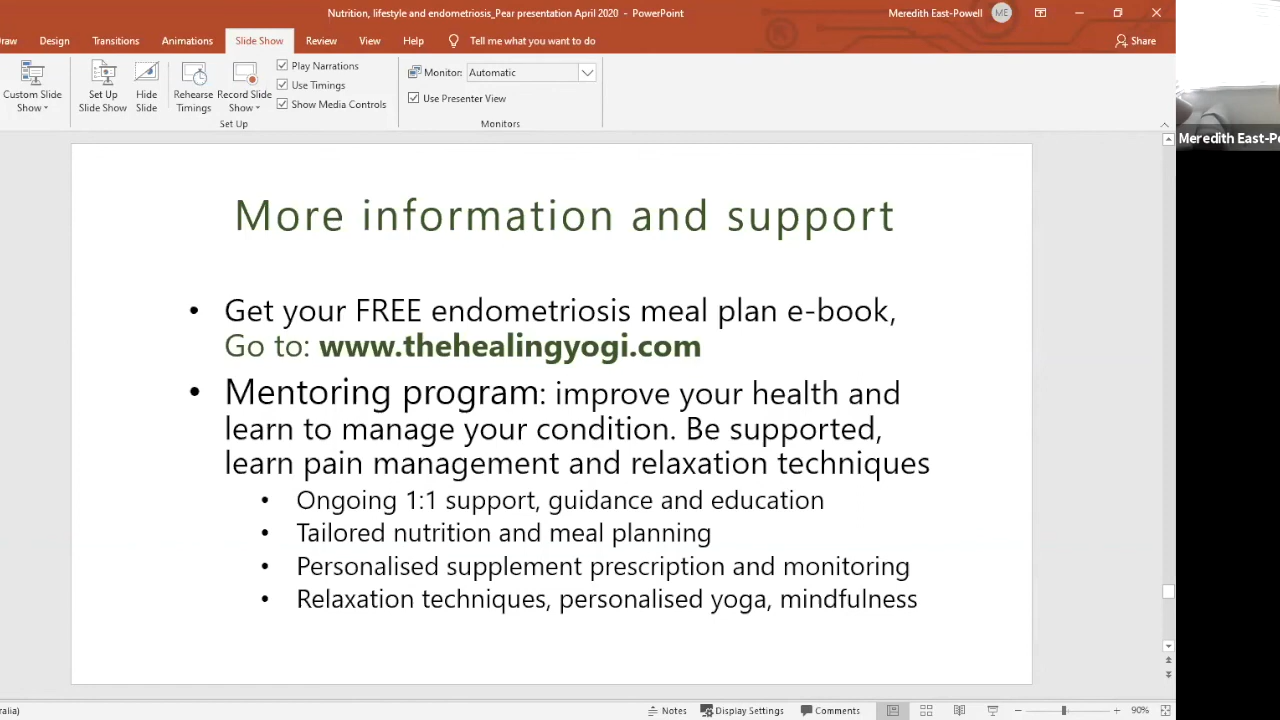 Nutrition, lifestyle and endometriosis_Pear presentation April 2020 - PowerPoint
Meredith East-Powell ME
Design Transitions Animations Slide Show Review View Help Tell me what you want to do Share
Custom Slide Show
Set Up Slide Show
Hide Slide
Rehearse Timings
Record Slide Show
Play Narrations
Use Timings
Show Media Controls
Set Up
Monitor: Automatic
Use Presenter View
Monitors
Meredith East-Po
More information and support
• Get your FREE endometriosis meal plan e-book,
Go to: www.thehealingyogi.com
• Mentoring program: improve your health and
learn to manage your condition. Be supported,
learn pain management and relaxation techniques
• Ongoing 1:1 support, guidance and education
• Tailored nutrition and meal planning
• Personalised supplement prescription and monitoring
• Relaxation techniques, personalised yoga, mindfulness
ralia) Notes Display Settings Comments 90%